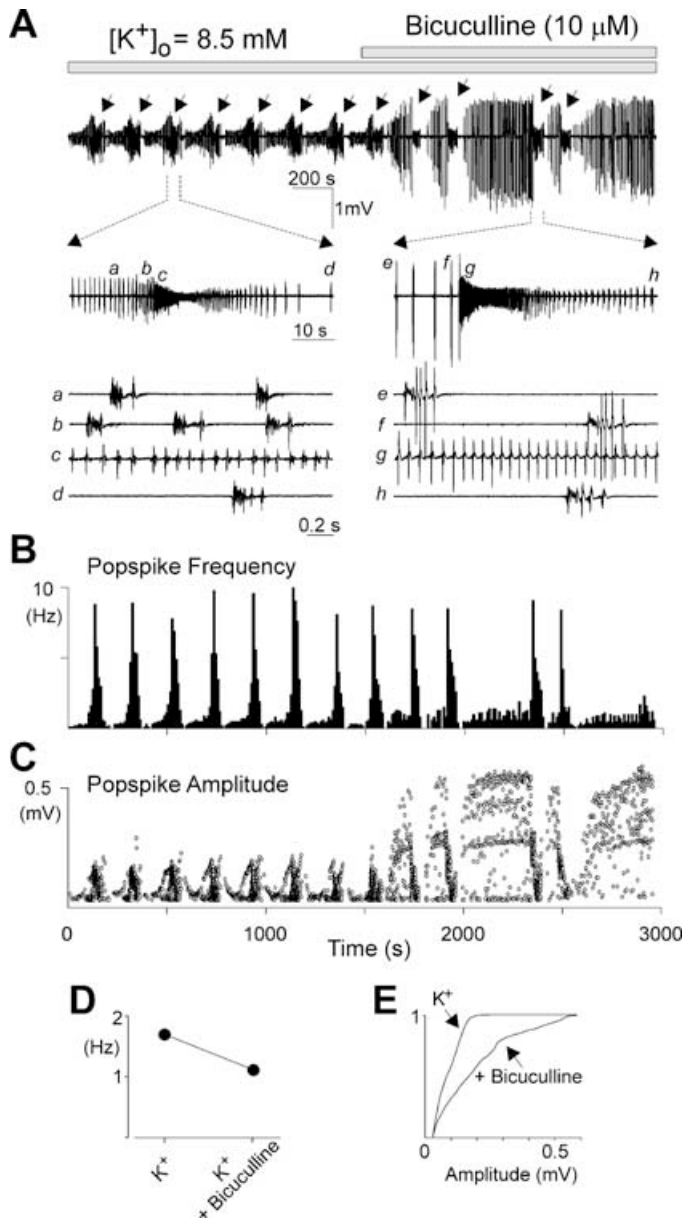 A
[K+]o = 8.5 mM
Bicuculline (10 μM)
200 s
1mV
a b c d
e f g h
10 s
a
b
c
d
e
f
g
h
0.2 s
B
Popspike Frequency
10
(Hz)
C
Popspike Amplitude
0.5
(mV)
0 1000 2000 3000
Time (s)
D
2
(Hz)
1
K+
K+
+ Bicuculline
E
1
K+
+ Bicuculline
0 0.5
Amplitude (mV)